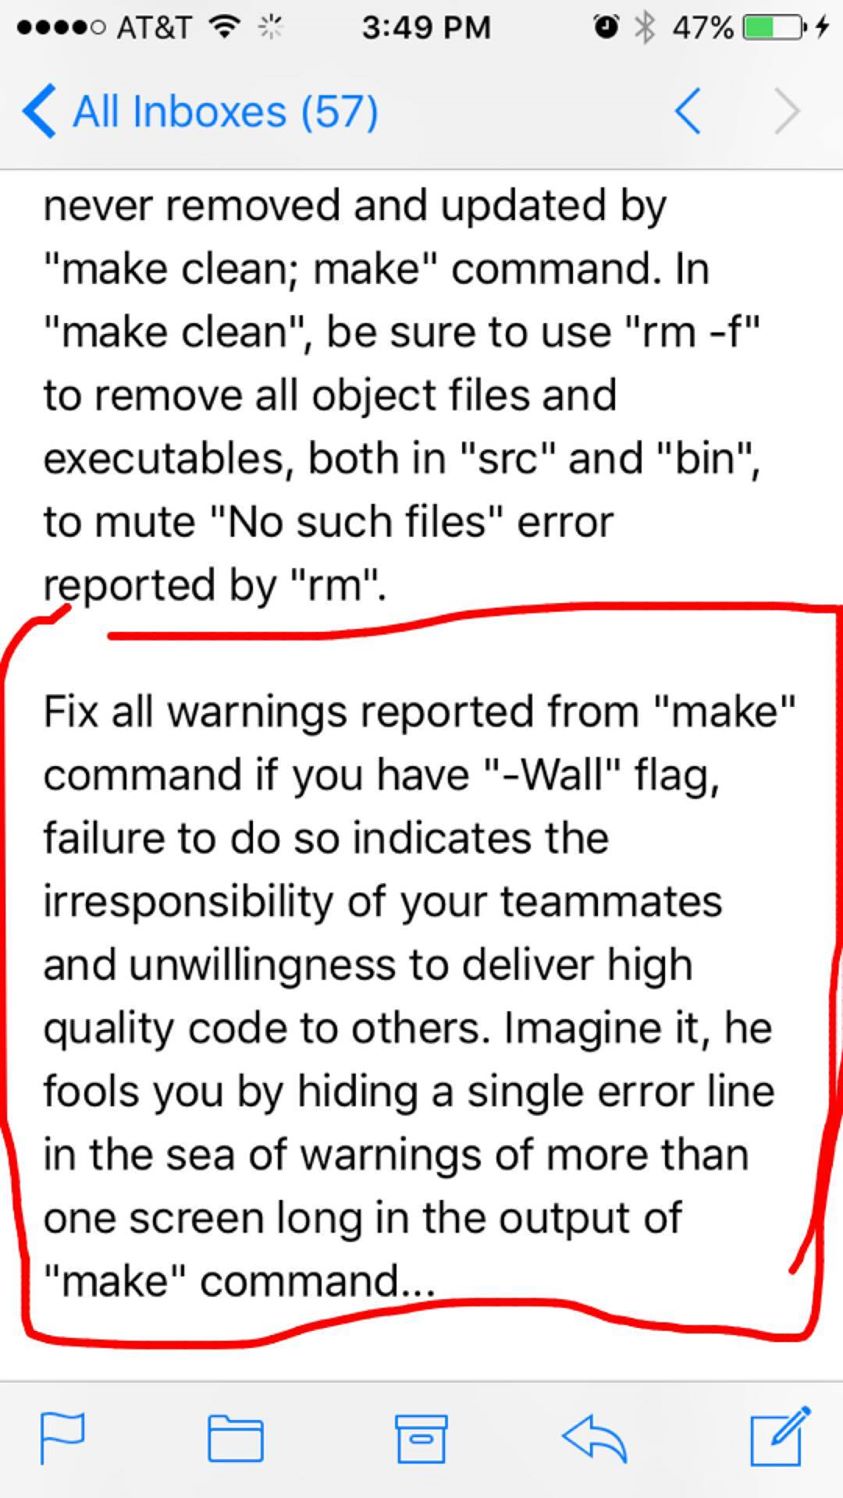 AT&T 3:49 PM 47%
All Inboxes (57)
never removed and updated by
"make clean; make" command. In
"make clean", be sure to use "rm -f"
to remove all object files and
executables, both in "src" and "bin",
to mute "No such files" error
reported by "rm".
Fix all warnings reported from "make"
command if you have "-Wall" flag,
failure to do so indicates the
irresponsibility of your teammates
and unwillingness to deliver high
quality code to others. Imagine it, he
fools you by hiding a single error line
in the sea of warnings of more than
one screen long in the output of
"make" command...